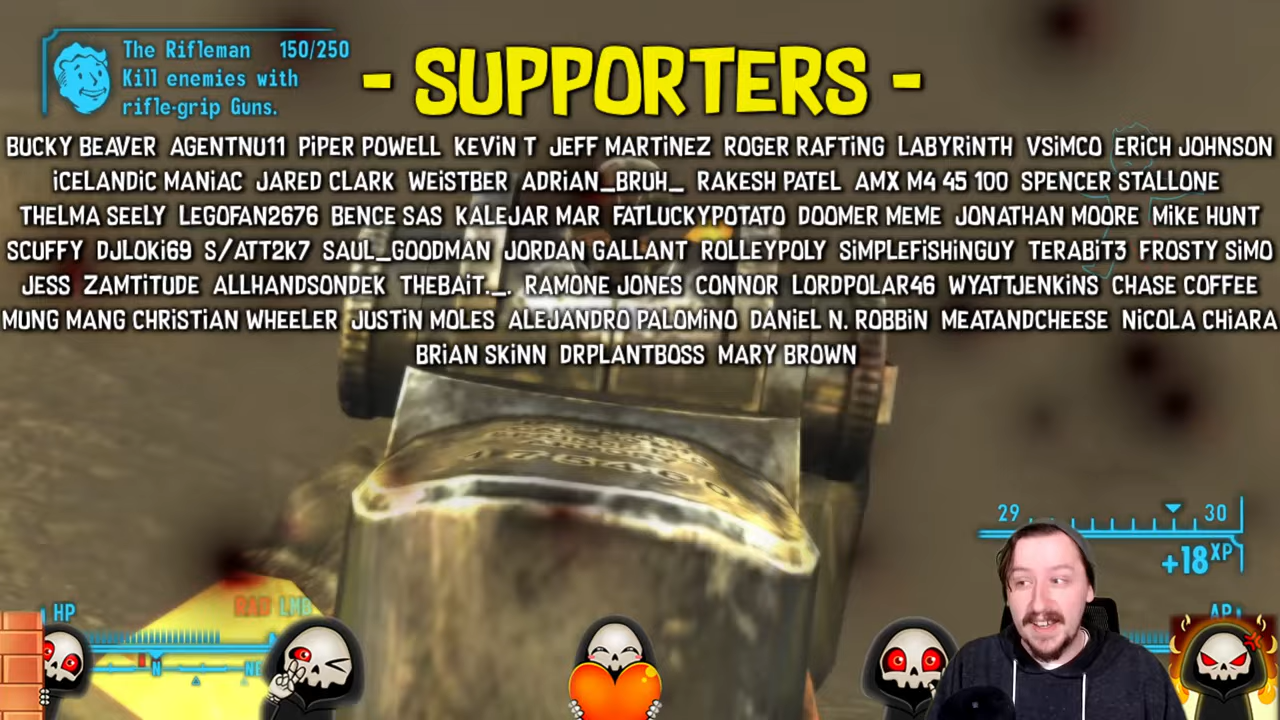 The Rifleman 150/250
Kill enemies with
rifle-grip Guns.
- SUPPORTERS -
BUCKY BEAVER AGENTNU11 PiPER POWELL KEViN T JEFF MARTiNEZ ROGER RAFTiNG LABYRiNTH VSiMCO ERiCH JOHNSON
iCELANDiC MANiAC JARED CLARK WEiSTBER ADRiAN_BRUH_ RAKESH PATEL AMX M4 45 100 SPENCER STALLONE
THELMA SEELY LEGOFAN2676 BENCE SAS KALEJAR MAR FATLUCKYPOTATO DOOMER MEME JONATHAN MOORE MiKE HUNT
SCUFFY DJLOKi69 S/ATT2K7 SAUL_GOODMAN JORDAN GALLANT ROLLEYPOLY SiMPLEFiSHiNGUY TERABiT3 FROSTY SiMO
JESS ZAMTiTUDE ALLHANDSONDEK THEBAiT._. RAMONE JONES CONNOR LORDPOLAR46 WYATTJENKiNS CHASE COFFEE
MUNG MANG CHRiSTiAN WHEELER JUSTiN MOLES ALEJANDRO PALOMiNO DANiEL N. ROBBiN MEATANDCHEESE NiCOLA CHiARA
BRiAN SKiNN DRPLANTBOSS MARY BROWN
29 30
+18 XP
HP
RAD LMB
N
AP